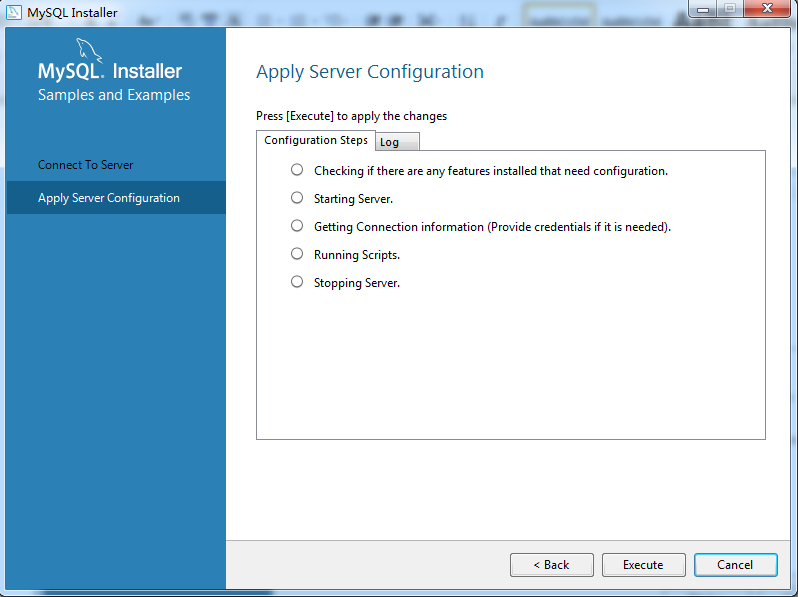 MySQL Installer
MySQL. Installer
Samples and Examples
Connect To Server
Apply Server Configuration
Apply Server Configuration
Press [Execute] to apply the changes
Configuration Steps
Log
Checking if there are any features installed that need configuration.
Starting Server.
Getting Connection information (Provide credentials if it is needed).
Running Scripts.
Stopping Server.
< Back
Execute
Cancel